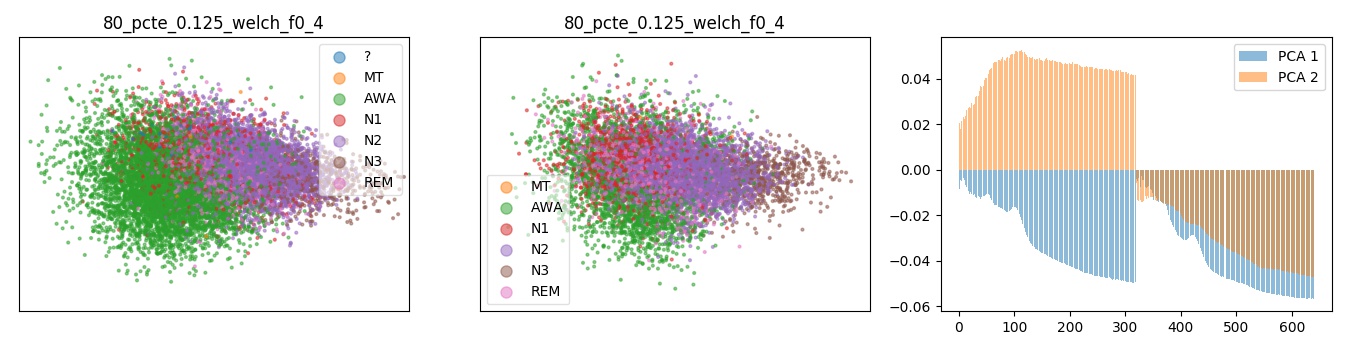 80_pcte_0.125_welch_f0_4
?
MT
AWA
N1
N2
N3
REM
80_pcte_0.125_welch_f0_4
MT
AWA
N1
N2
N3
REM
PCA 1
PCA 2
0.04
0.02
0.00
−0.02
−0.04
−0.06
0 100 200 300 400 500 600